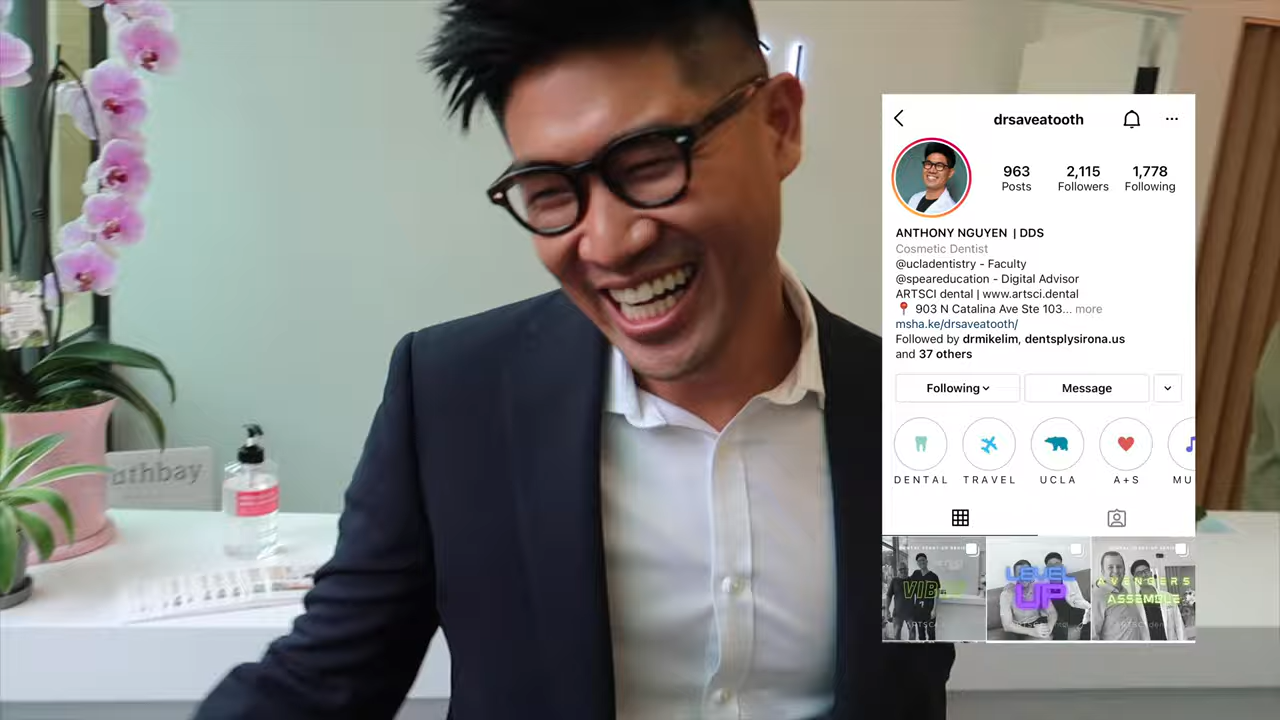 drsaveatooth
963
2,115
1,778
Posts
Followers
Following
ANTHONY NGUYEN | DDS
Cosmetic Dentist
@ucladentistry - Faculty
@speareducation - Digital Advisor
ARTSCI dental | www.artsci.dental
📍 903 N Catalina Ave Ste 103... more
msha.ke/drsaveatooth/
Followed by drmikelim, dentsplysirona.us
and 37 others
Following
Message
DENTAL
TRAVEL
UCLA
A+S
MU
LEVEL
UP
AVENGERS
ASSEMBLE
uthbay